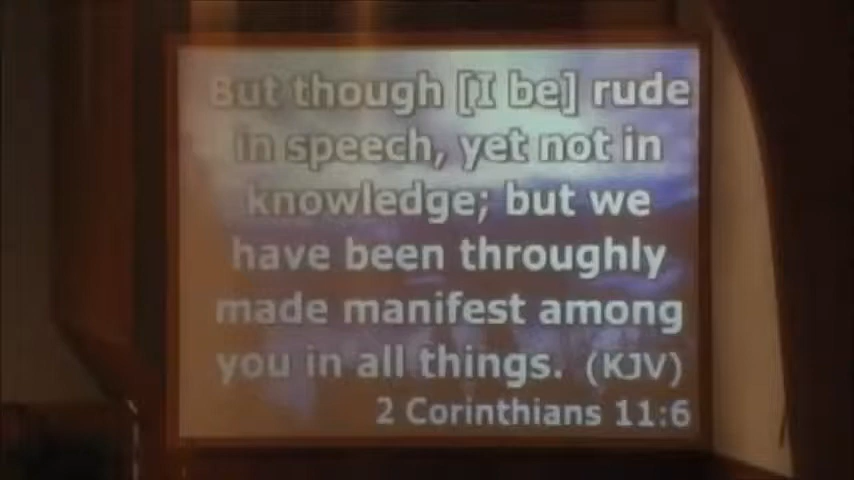 But though [I be] rude
in speech, yet not in
knowledge; but we
have been throughly
made manifest among
you in all things. (KJV)
2 Corinthians 11:6